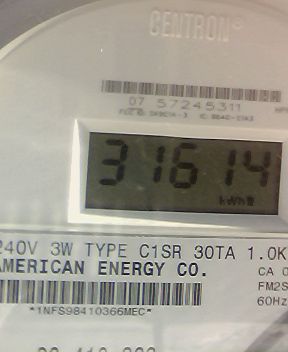 CENTRON®
07 57245311
31614
kWh
240V 3W TYPE C1SR 30TA 1.0K
AMERICAN ENERGY CO.
CA
FM2S
60Hz
*1NFS98410366MEC*